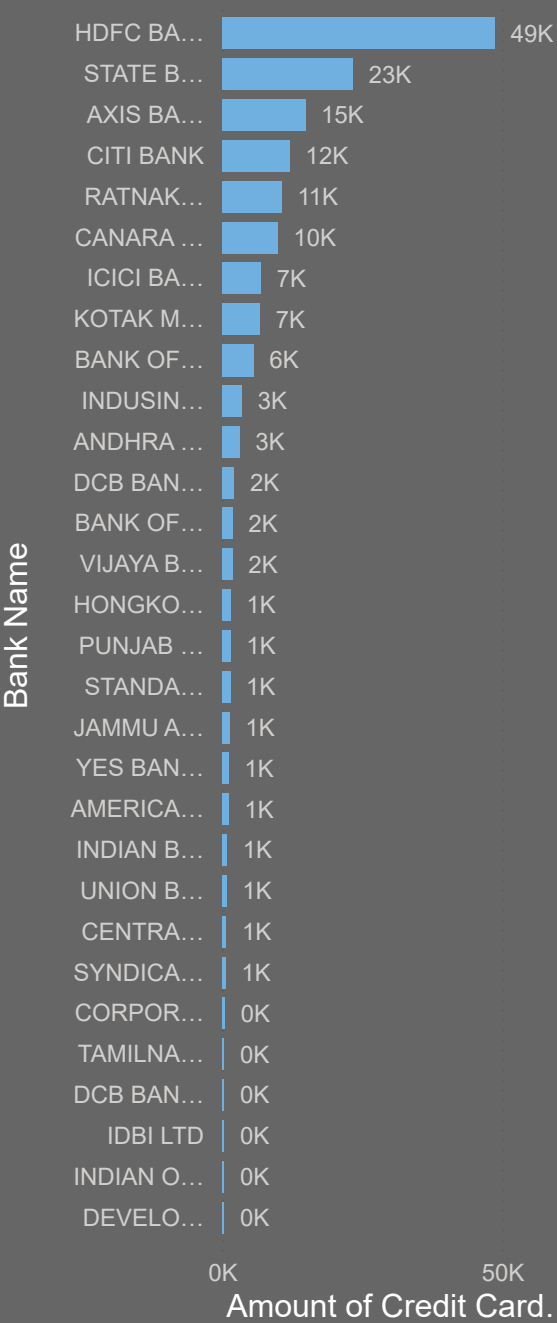 HDFC BA… 49K
STATE B… 23K
AXIS BA… 15K
CITI BANK 12K
RATNAK… 11K
CANARA … 10K
ICICI BA… 7K
KOTAK M… 7K
BANK OF… 6K
INDUSIN… 3K
ANDHRA … 3K
DCB BAN… 2K
BANK OF… 2K
VIJAYA B… 2K
HONGKO… 1K
PUNJAB … 1K
STANDA… 1K
JAMMU A… 1K
YES BAN… 1K
AMERICA… 1K
INDIAN B… 1K
UNION B… 1K
CENTRA… 1K
SYNDICA… 1K
CORPOR… 0K
TAMILNA… 0K
DCB BAN… 0K
IDBI LTD 0K
INDIAN O… 0K
DEVELO… 0K
Bank Name
0K 50K
Amount of Credit Card.